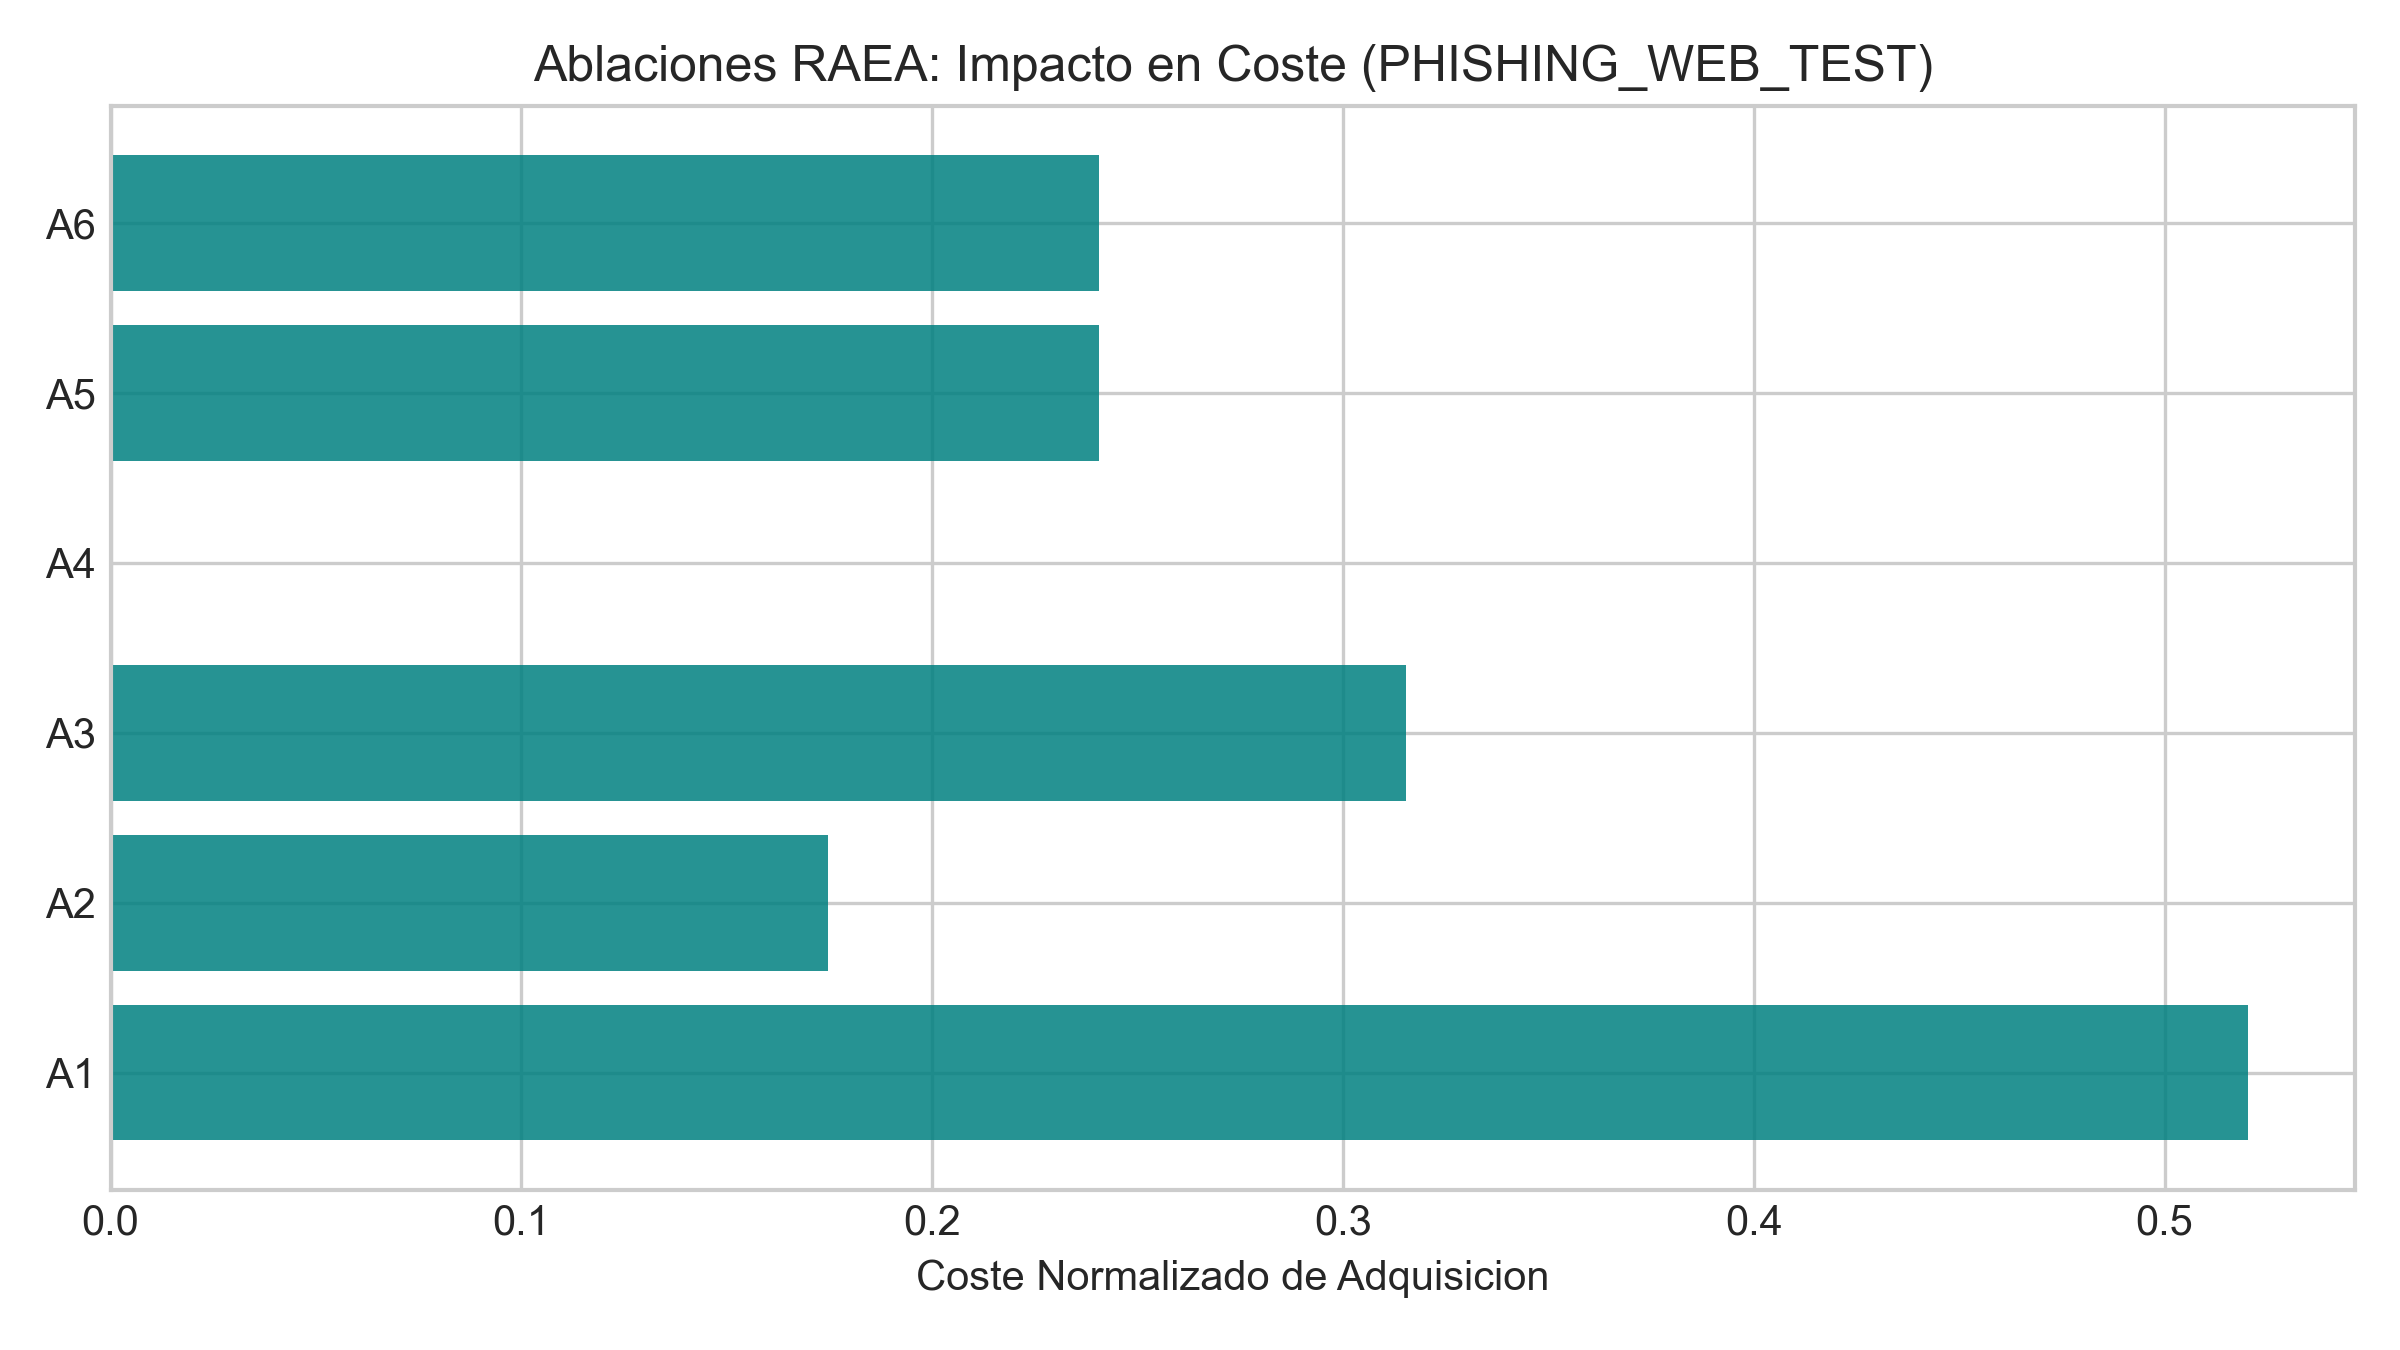 Ablaciones RAEA: Impacto en Coste (PHISHING_WEB_TEST)
A6
A5
A4
A3
A2
A1
0.0 0.1 0.2 0.3 0.4 0.5
Coste Normalizado de Adquisicion